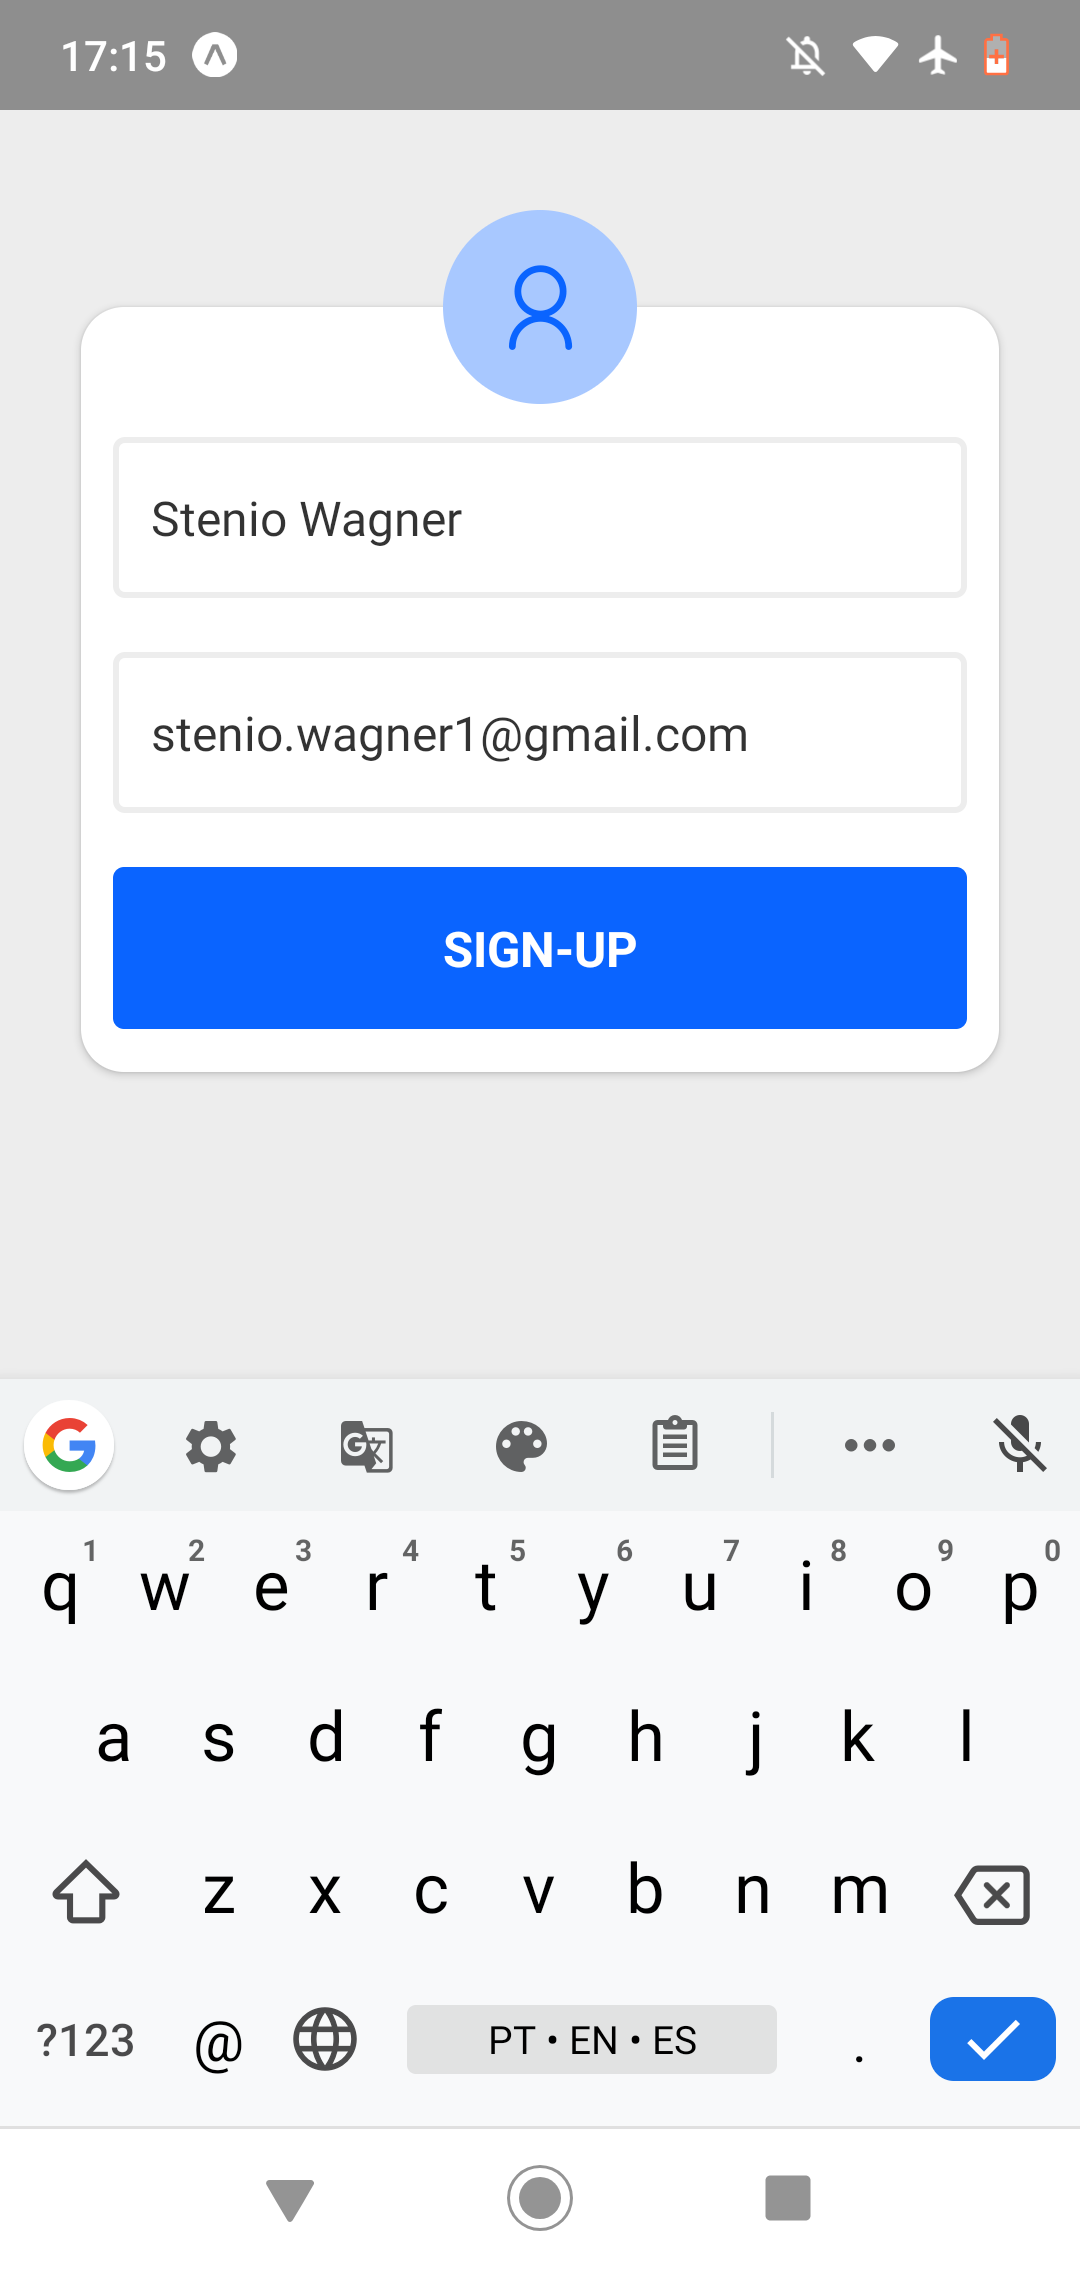 17:15
Stenio Wagner
stenio.wagner1@gmail.com
SIGN-UP
1 2 3 4 5 6 7 8 9 0
q w e r t y u i o p
a s d f g h j k l
z x c v b n m
?123 @ PT • EN • ES .